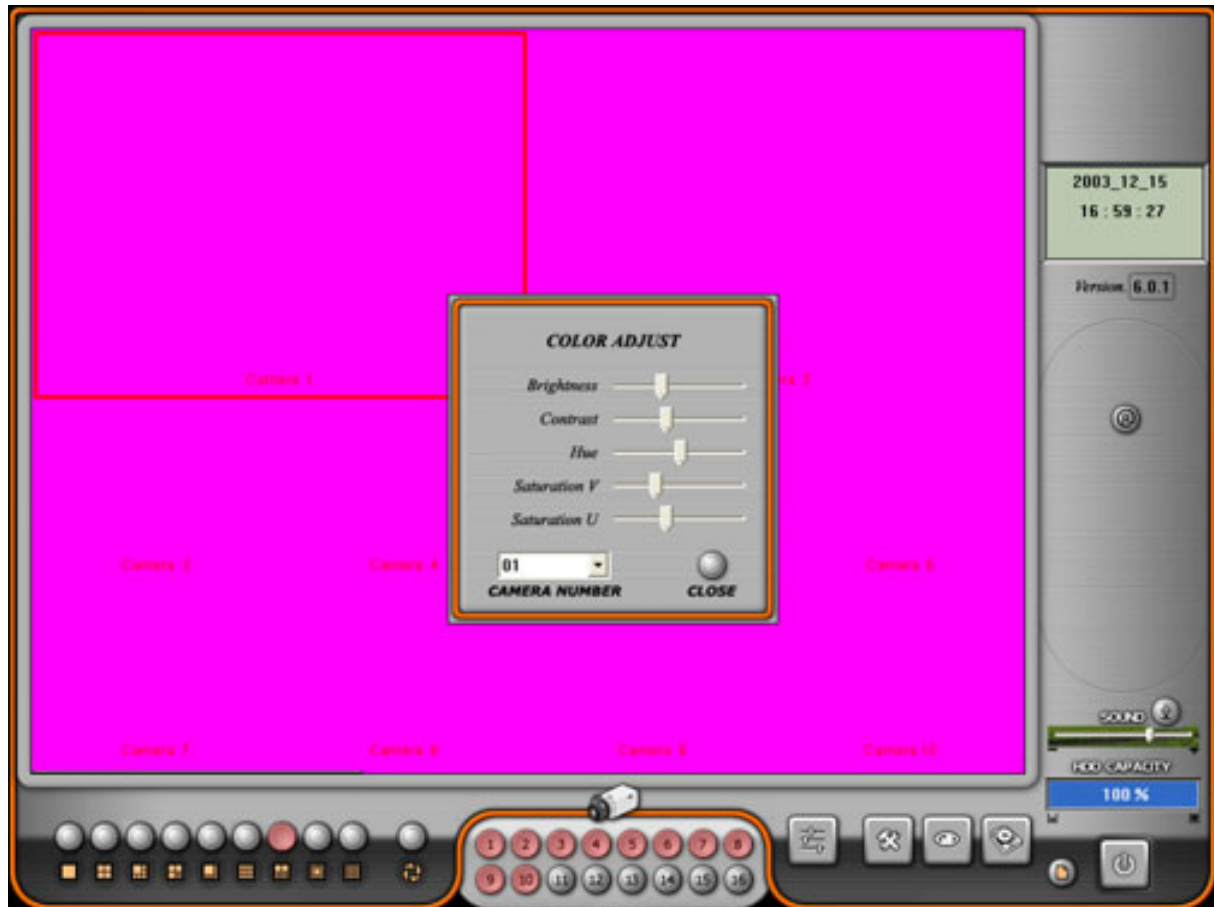 2003_12_15
16 : 59 : 27
Version. 6.0.1
COLOR ADJUST
Brightness
Contrast
Hue
Saturation V
Saturation U
01
CAMERA NUMBER
CLOSE
Camera 1
Camera 3
Camera 4
Camera 6
Camera 7
Camera 8
Camera 9
Camera 10
SOUND
HDD CAPACITY
100 %
1 2 3 4 5 6 7 8
9 10 11 12 13 14 15 16